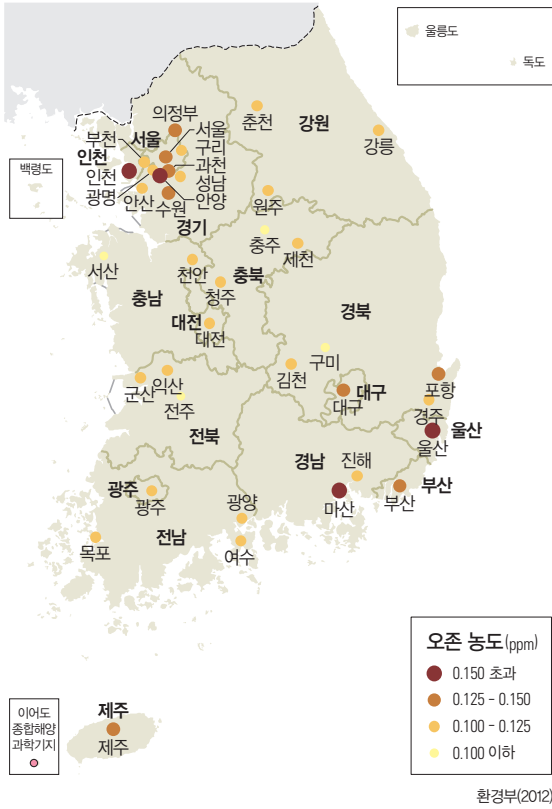 울릉도
독도
의정부
춘천
강원
강릉
서울
서울
부천
구리
인천
과천
백령도
인천
성남
광명
안양
안산
수원
원주
경기
충주
제천
서산
천안
충북
청주
충남
경북
대전
대전
구미
김천
포항
대구
대구
익산
군산
전주
경주
울산
울산
전북
경남
진해
광주
광주
광양
마산
부산
부산
전남
목포
여수
오존 농도(ppm)
0.150 초과
0.125 - 0.150
0.100 - 0.125
0.100 이하
이어도
종합해양
과학기지
제주
제주
환경부(2012)